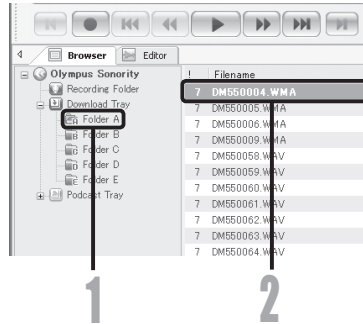 Browser Editor
Olympus Sonority
Recording Folder
Download Tray
Folder A
Folder B
Folder C
Folder D
Folder E
Podcast Tray
! Filename
7 DM550004.WMA
7 DM550005.WMA
7 DM550006.WMA
7 DM550009.WMA
7 DM550058.WAV
7 DM550059.WAV
7 DM550060.WAV
7 DM550061.WAV
7 DM550062.WAV
7 DM550063.WAV
7 DM550064.WAV
1 2